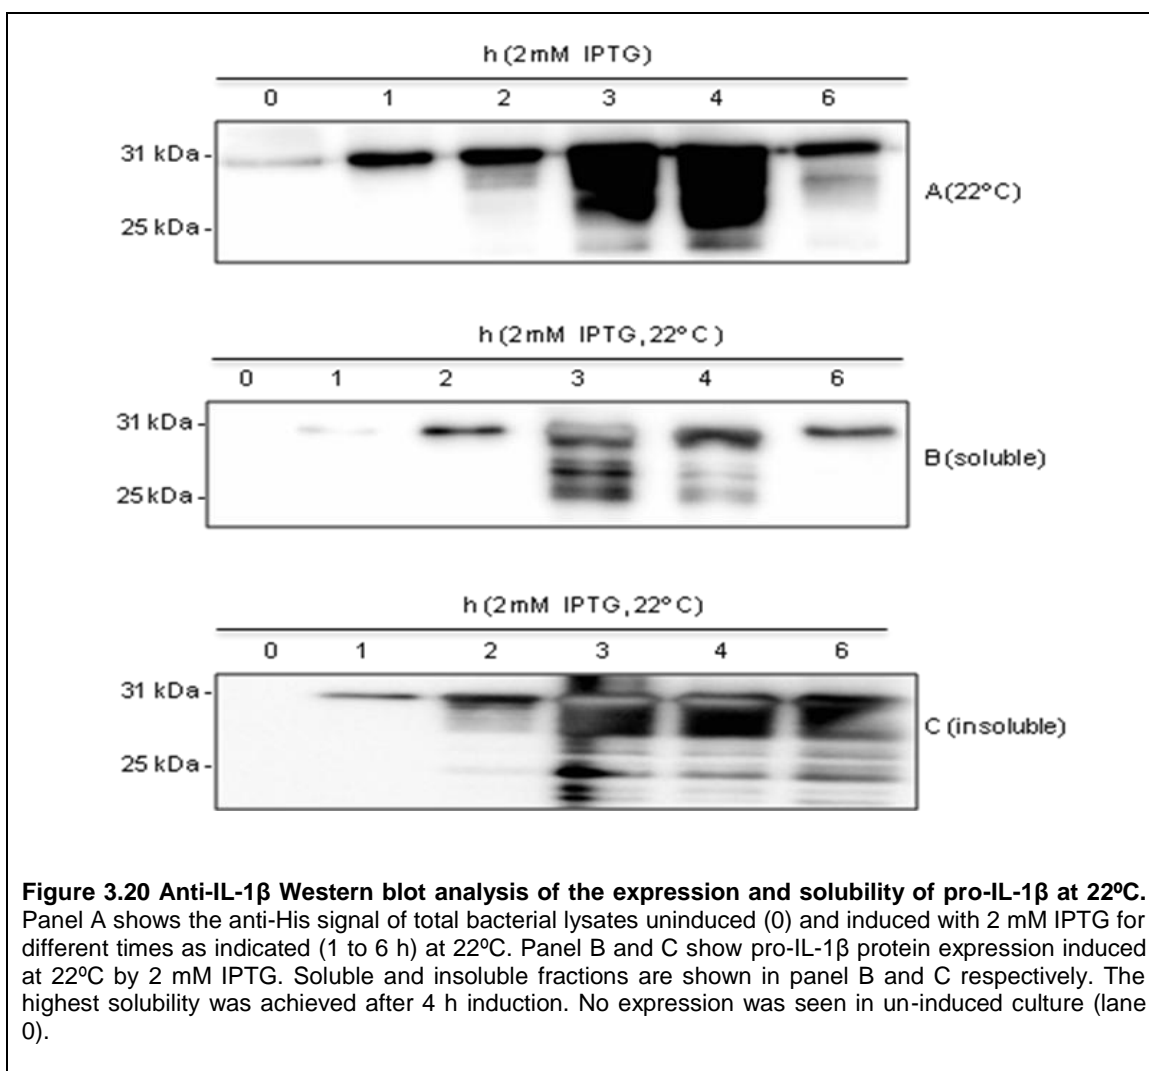 h (2mM IPTG)
0 1 2 3 4 6
31 kDa -
25 kDa -
A (22ºC)
h (2mM IPTG, 22ºC)
0 1 2 3 4 6
31 kDa -
25 kDa -
B (soluble)
h (2mM IPTG, 22ºC)
0 1 2 3 4 6
31 kDa -
25 kDa -
C (insoluble)
Figure 3.20 Anti-IL-1β Western blot analysis of the expression and solubility of pro-IL-1β at 22ºC.
Panel A shows the anti-His signal of total bacterial lysates uninduced (0) and induced with 2 mM IPTG for
different times as indicated (1 to 6 h) at 22ºC. Panel B and C show pro-IL-1β protein expression induced
at 22ºC by 2 mM IPTG. Soluble and insoluble fractions are shown in panel B and C respectively. The
highest solubility was achieved after 4 h induction. No expression was seen in un-induced culture (lane
0).